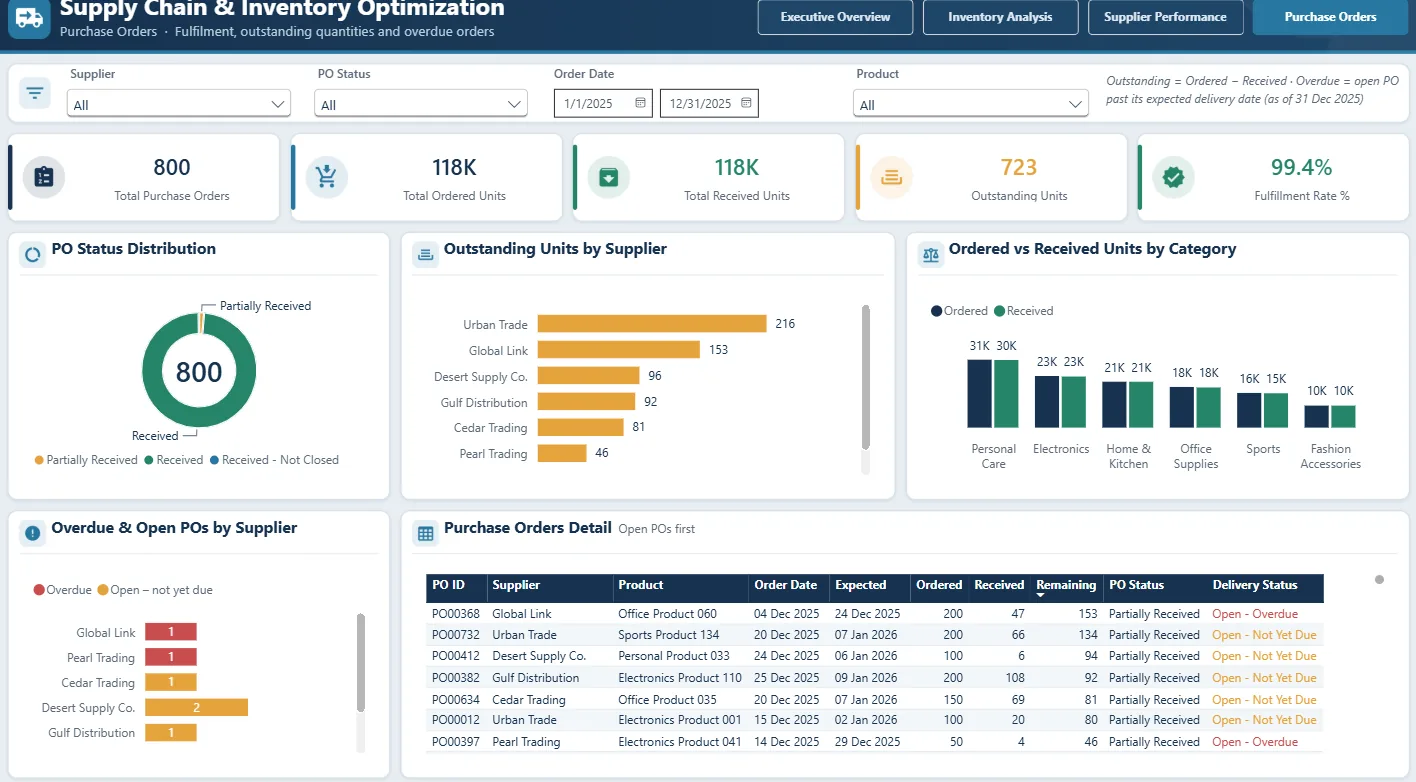 Supply Chain & Inventory Optimization
Purchase Orders · Fulfilment, outstanding quantities and overdue orders
Executive Overview
Inventory Analysis
Supplier Performance
Purchase Orders
Supplier
All
PO Status
All
Order Date
1/1/2025
12/31/2025
Product
All
Outstanding = Ordered − Received · Overdue = open PO
past its expected delivery date (as of 31 Dec 2025)
800
Total Purchase Orders
118K
Total Ordered Units
118K
Total Received Units
723
Outstanding Units
99.4%
Fulfillment Rate %
PO Status Distribution
Partially Received
800
Received
Partially Received Received Received - Not Closed
Outstanding Units by Supplier
Urban Trade 216
Global Link 153
Desert Supply Co. 96
Gulf Distribution 92
Cedar Trading 81
Pearl Trading 46
Ordered vs Received Units by Category
Ordered Received
31K 30K
23K 23K
21K 21K
18K 18K
16K 15K
10K 10K
Personal
Care
Electronics
Home &
Kitchen
Office
Supplies
Sports
Fashion
Accessories
Overdue & Open POs by Supplier
Overdue Open – not yet due
Global Link 1
Pearl Trading 1
Cedar Trading 1
Desert Supply Co. 2
Gulf Distribution 1
Purchase Orders Detail Open POs first
PO ID Supplier Product Order Date Expected Ordered Received Remaining PO Status Delivery Status
PO00368 Global Link Office Product 060 04 Dec 2025 24 Dec 2025 200 47 153 Partially Received Open - Overdue
PO00732 Urban Trade Sports Product 134 20 Dec 2025 07 Jan 2026 200 66 134 Partially Received Open - Not Yet Due
PO00412 Desert Supply Co. Personal Product 033 24 Dec 2025 06 Jan 2026 100 6 94 Partially Received Open - Not Yet Due
PO00382 Gulf Distribution Electronics Product 110 25 Dec 2025 09 Jan 2026 200 108 92 Partially Received Open - Not Yet Due
PO00634 Cedar Trading Office Product 035 20 Dec 2025 07 Jan 2026 150 69 81 Partially Received Open - Not Yet Due
PO00012 Urban Trade Electronics Product 001 15 Dec 2025 02 Jan 2026 100 20 80 Partially Received Open - Not Yet Due
PO00397 Pearl Trading Electronics Product 041 14 Dec 2025 29 Dec 2025 50 4 46 Partially Received Open - Overdue